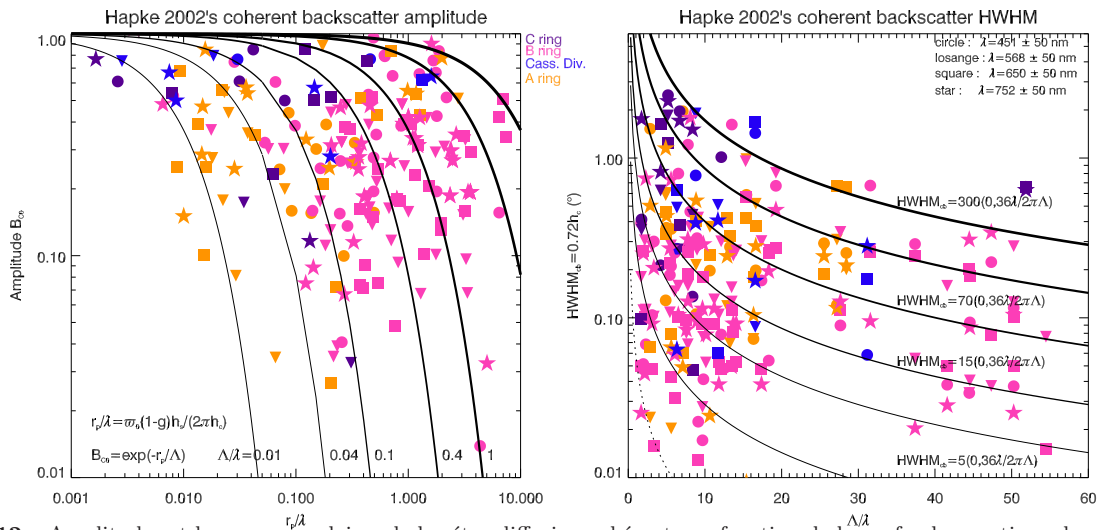 Hapke 2002's coherent backscatter amplitude
C ring
B ring
Cass. Div.
A ring
1.00
0.10
0.01
Amplitude B
r_p/λ=ϖ_0(1-g)h_s/(2πh_c)
B_C0=exp(-r_p/Λ) Λ/λ=0.01 0.04 0.1 0.4 1
0.001 0.010 0.100 1.000 10.000
r_p/λ
Hapke 2002's coherent backscatter HWHM
circle : λ=451 ± 50 nm
losange : λ=568 ± 50 nm
square : λ=650 ± 50 nm
star : λ=752 ± 50 nm
1.00
0.10
0.01
HWHM_cb=0.72h_c (°)
HWHM_cb=300(0,36λ/2πΛ)
HWHM_cb=70(0,36λ/2πΛ)
HWHM_cb=15(0,36λ/2πΛ)
HWHM_cb=5(0,36λ/2πΛ)
0 10 20 30 40 50 60
Λ/λ